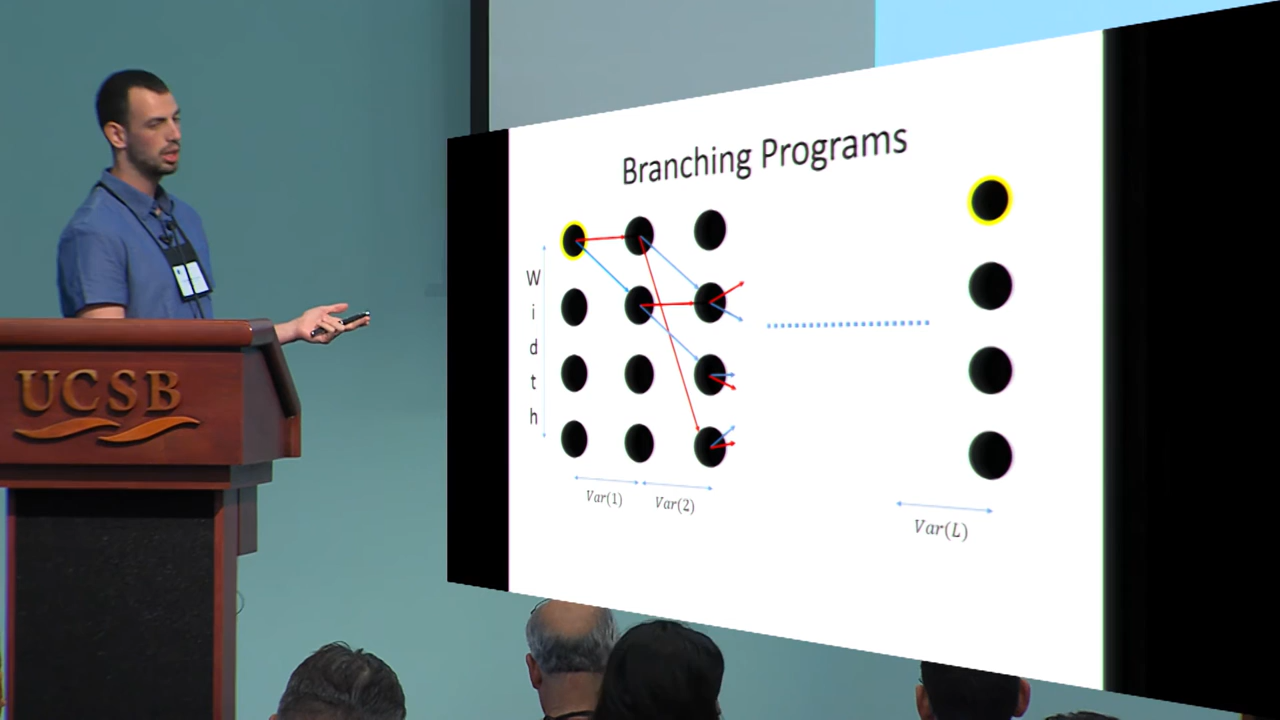 Branching Programs
W
i
d
t
h
Var(1)
Var(2)
Var(L)
UCSB